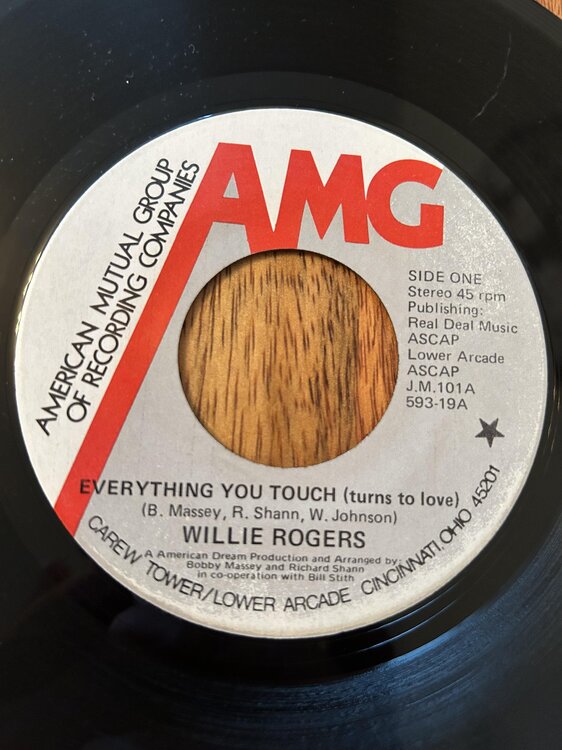 AMG
AMERICAN MUTUAL GROUP
OF RECORDING COMPANIES
SIDE ONE
Stereo 45 rpm
Publishing:
Real Deal Music
ASCAP
Lower Arcade
ASCAP
J.M.101A
593-19A
EVERYTHING YOU TOUCH (turns to love)
(B. Massey, R. Shann, W. Johnson)
WILLIE ROGERS
A American Dream Production and Arranged by:
Bobby Massey and Richard Shann
in co-operation with Bill Stith
CAREW TOWER/LOWER ARCADE CINCINNATI, OHIO 45201